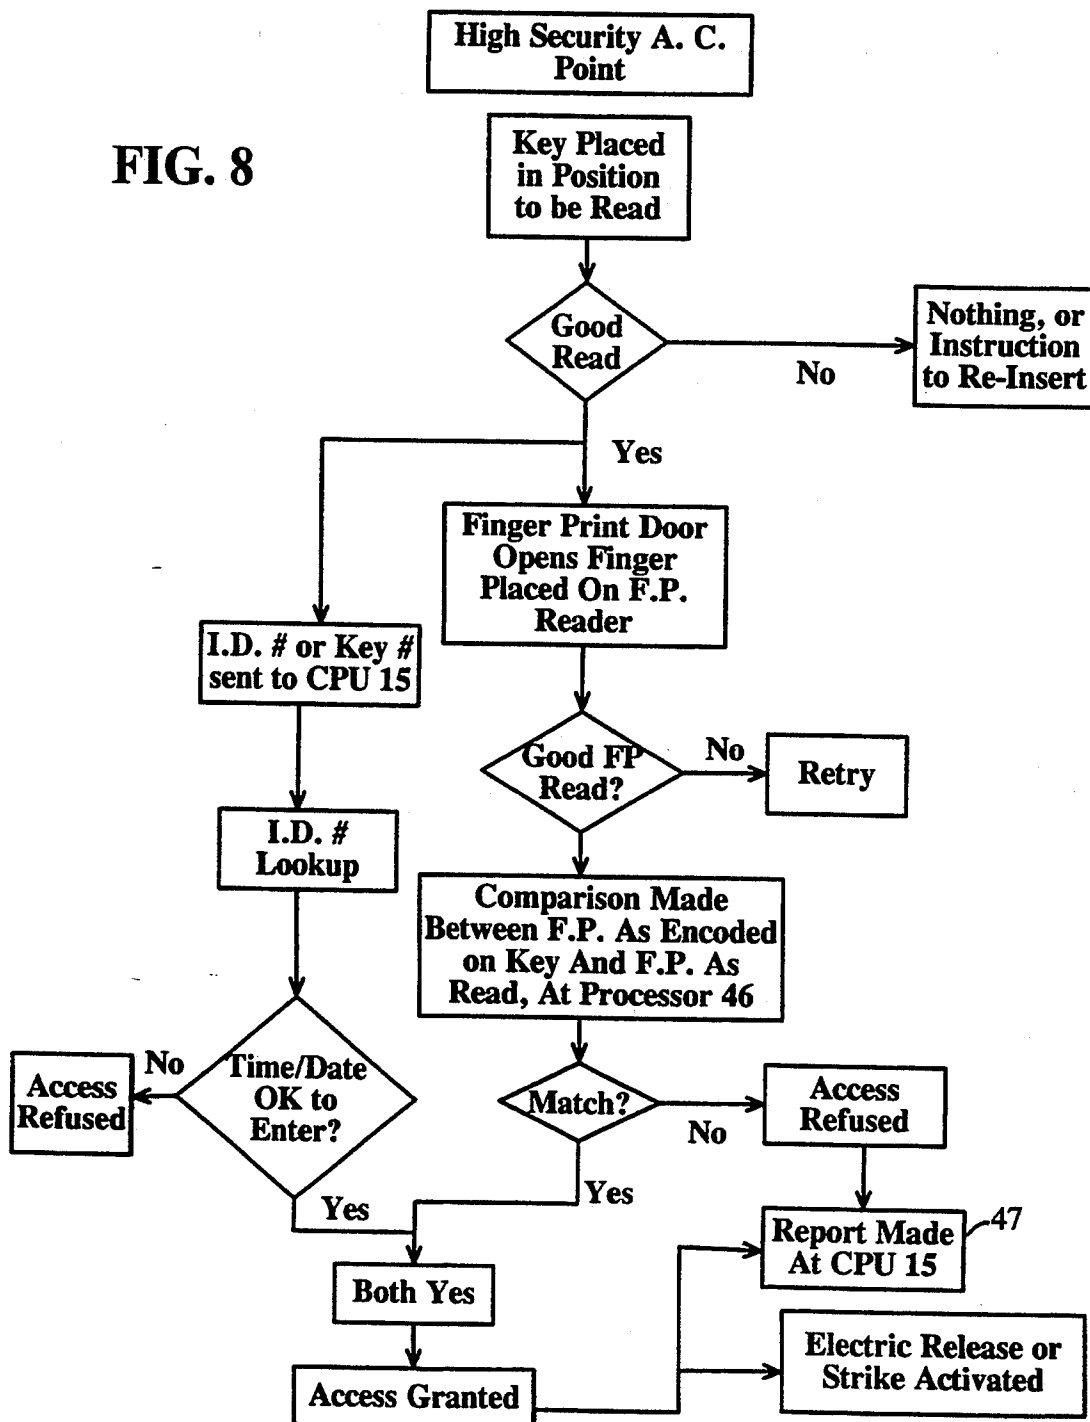 High Security A. C.
Point
FIG. 8
Key Placed
in Position
to be Read
Good
Read
No
Nothing, or
Instruction
to Re-Insert
Yes
Finger Print Door
Opens Finger
Placed On F.P.
Reader
I.D. # or Key #
sent to CPU 15
Good FP
Read?
No
Retry
I.D. #
Lookup
Comparison Made
Between F.P. As Encoded
on Key And F.P. As
Read, At Processor 46
Time/Date
OK to
Enter?
No
Access
Refused
Match?
No
Access
Refused
Yes
Yes
Report Made
At CPU 15
47
Both Yes
Electric Release or
Strike Activated
Access Granted